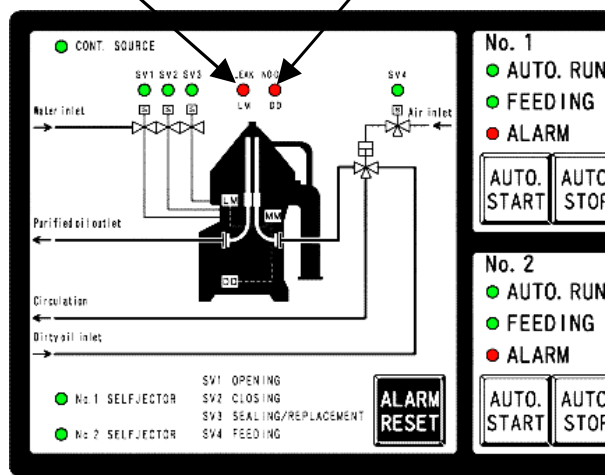 CONT. SOURCE
SV1 SV2 SV3
LEAK
SV4
LM
DD
S
S
S
S
Water inlet
Air inlet
LM
MM
Purified oil outlet
DD
Circulation
Dirty oil inlet
SV1 OPENING
No.1 SELFJECTOR
SV2 CLOSING
SV3 SEALING/REPLACEMENT
No.2 SELFJECTOR
SV4 FEEDING
ALARM
RESET
No. 1
AUTO. RUN
FEEDING
ALARM
AUTO.
START
AUTO
STOP
No. 2
AUTO. RUN
FEEDING
ALARM
AUTO.
START
AUTO
STOP